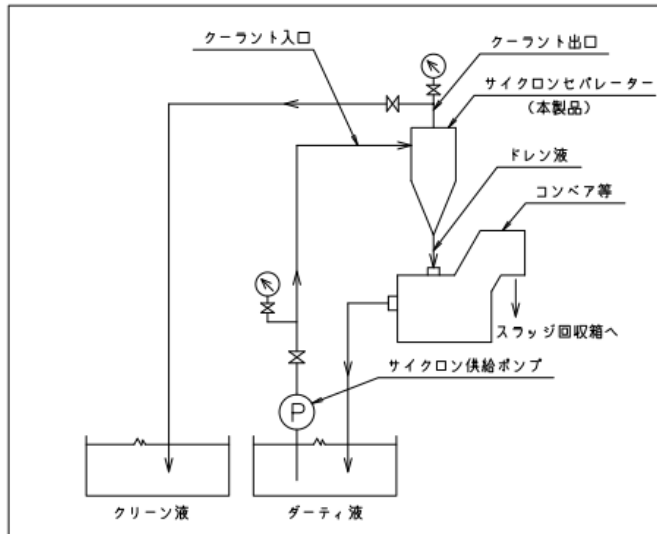 クーラント入口
クーラント出口
サイクロンセパレーター
(本製品)
ドレン液
コンベア等
スラッジ回収箱へ
サイクロン供給ポンプ
P
クリーン液
ダーティ液